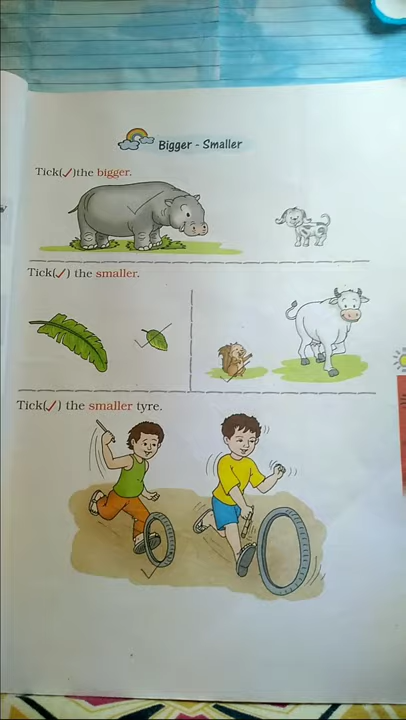 Bigger - Smaller
Tick(✓)the bigger.
Tick(✓) the smaller.
Tick(✓) the smaller tyre.